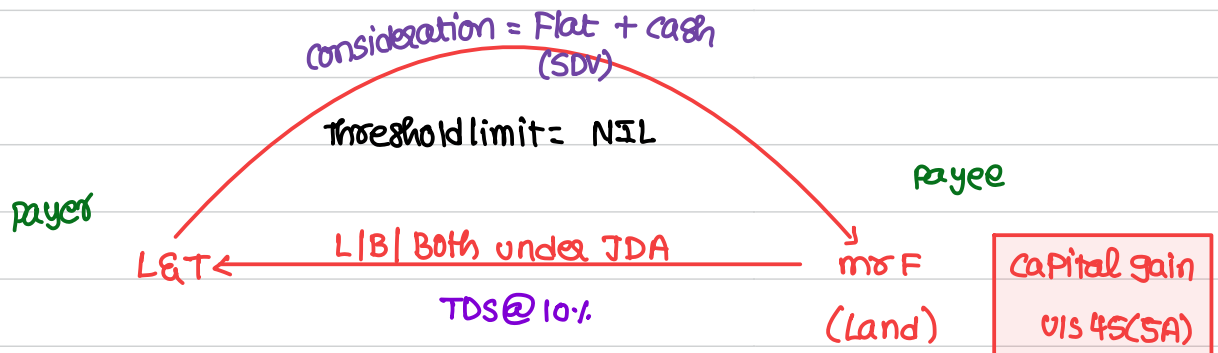 consideration = Flat + cash
(SDV)
Threshold limit = NIL
Payee
Payer
L|B| Both under JDA
L&T
mr F
Capital gain
TDS@10%
(Land)
U/S 45(5A)